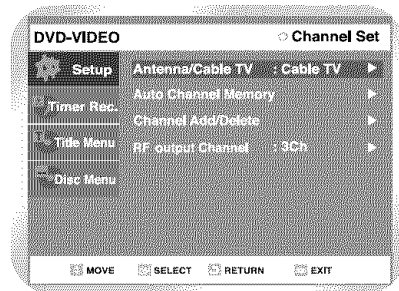 DVD-VIDEO Channel Set
Setup Antenna/Cable TV : Cable TV
Auto Channel Memory
Timer Rec.
Channel Add/Delete
Title Menu RF output Channel : 3Ch
Disc Menu
MOVE SELECT RETURN EXIT